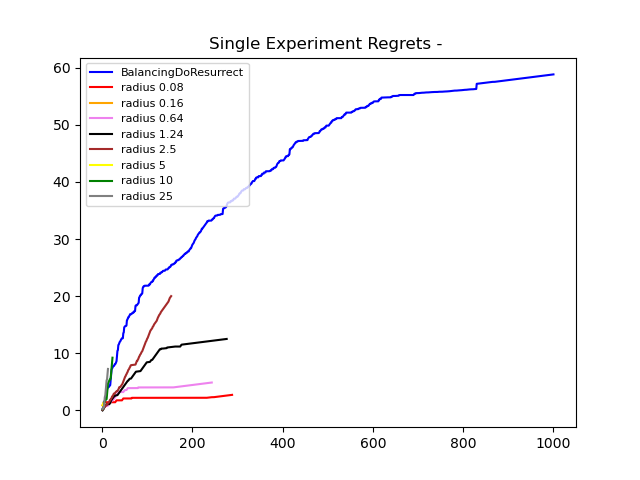 Single Experiment Regrets -
60
50
40
30
20
10
0
BalancingDoResurrect
radius 0.08
radius 0.16
radius 0.64
radius 1.24
radius 2.5
radius 5
radius 10
radius 25
0 200 400 600 800 1000